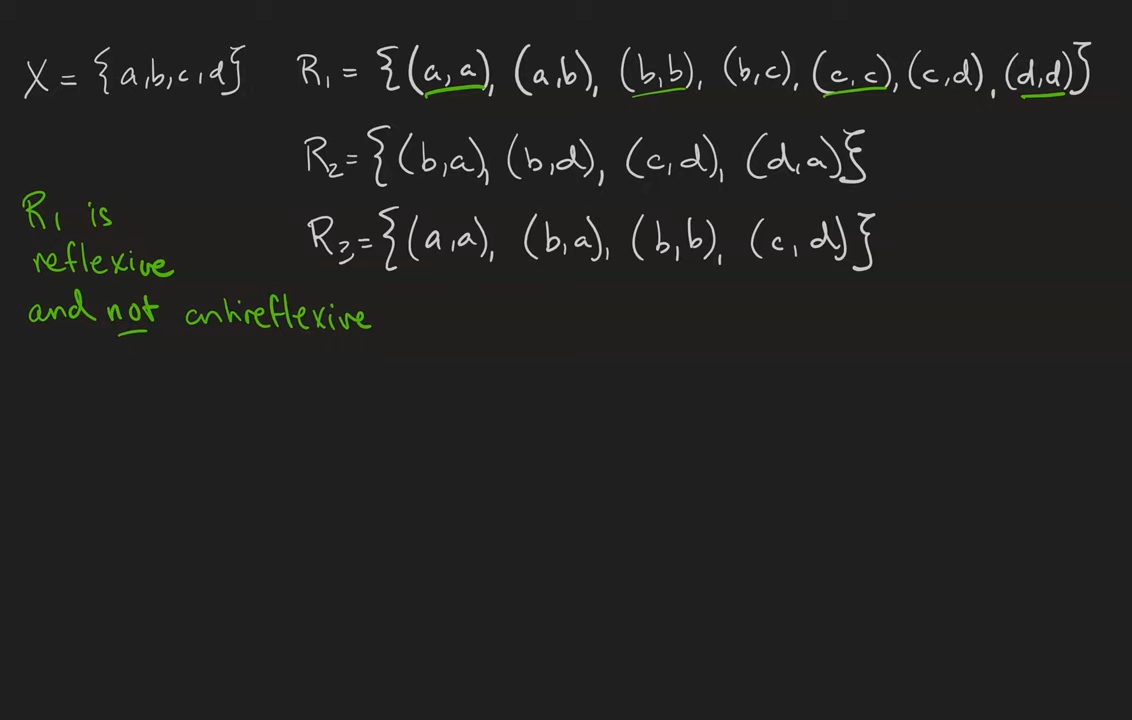 X = {a,b,c,d} R₁ = {(a,a), (a,b), (b,b), (b,c), (c,c), (c,d), (d,d)}
R₂ = {(b,a), (b,d), (c,d), (d,a)}
R₃ = {(a,a), (b,a), (b,b), (c,d)}
R₁ is
reflexive
and not antireflexive